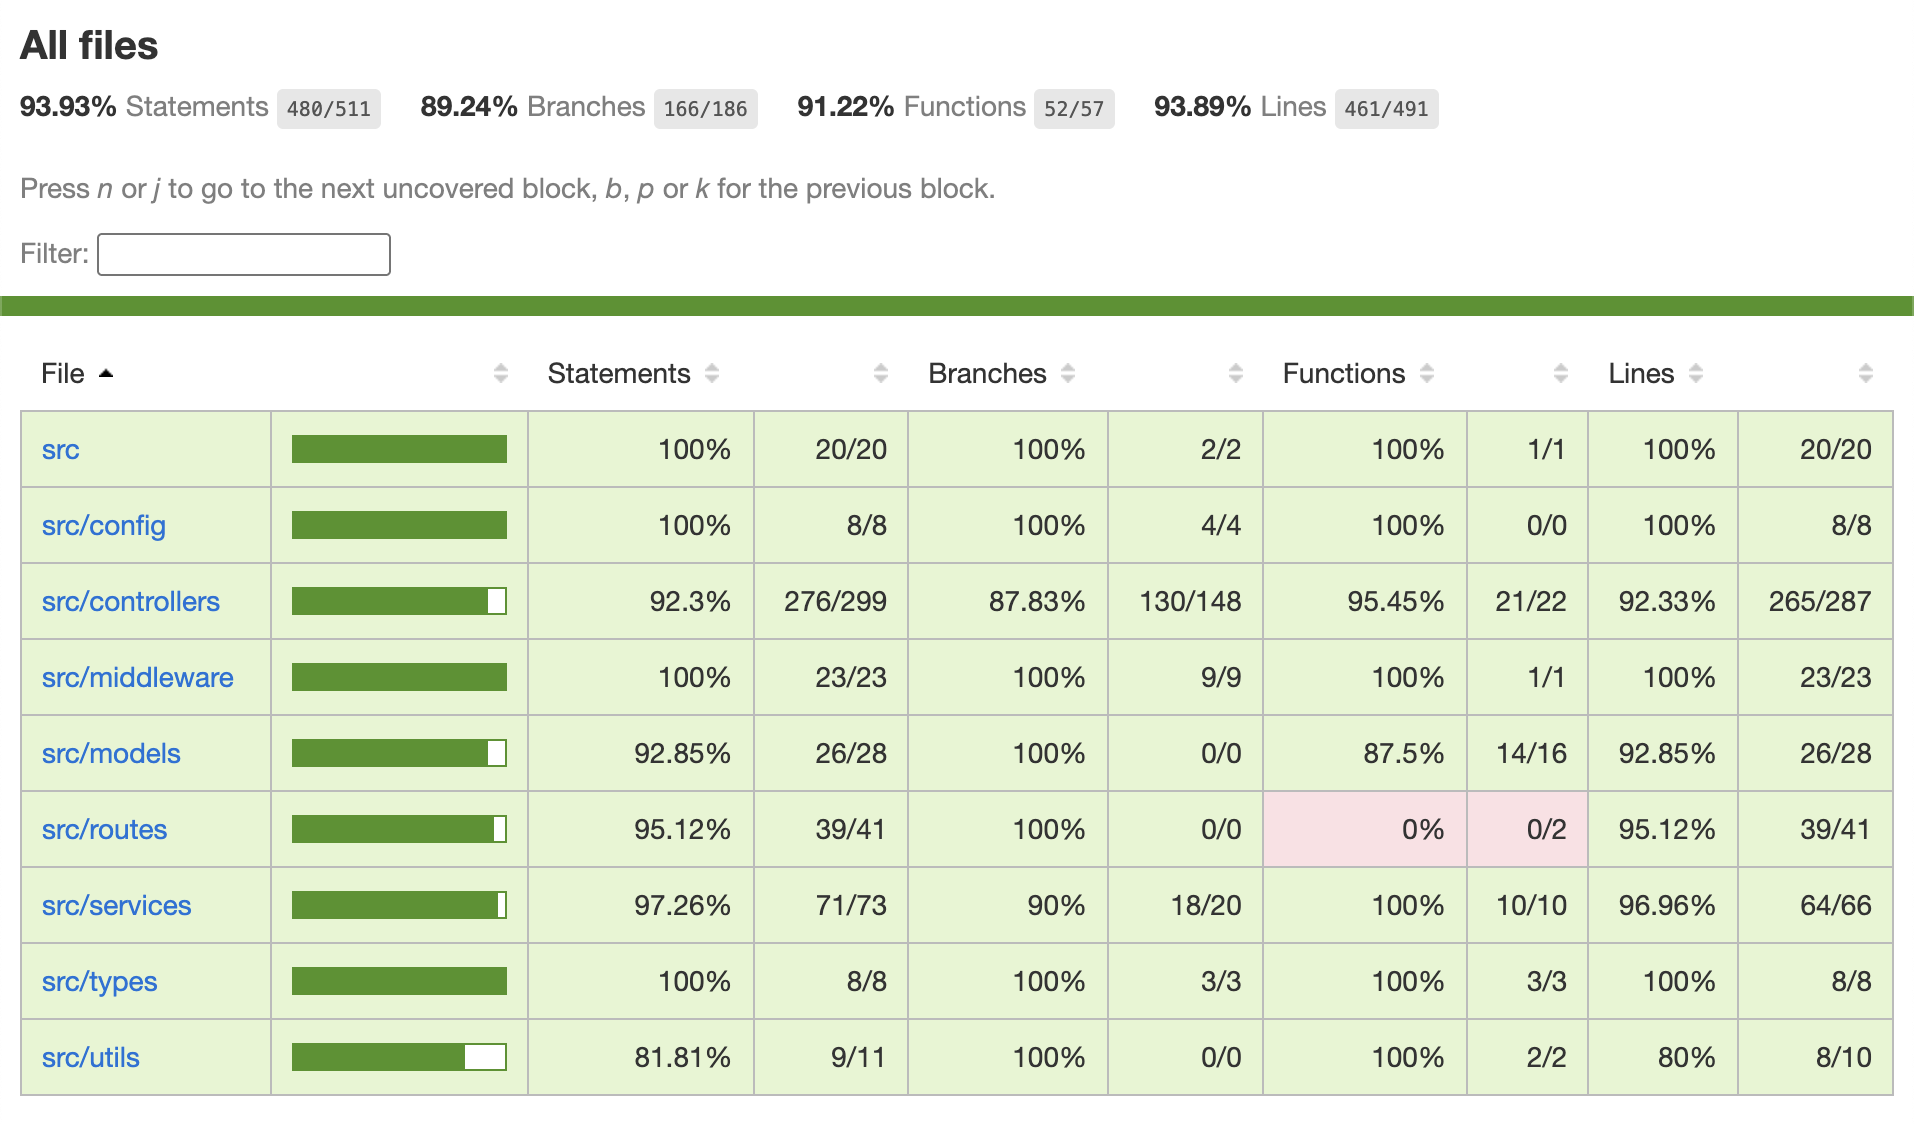 All files
93.93% Statements 480/511 89.24% Branches 166/186 91.22% Functions 52/57 93.89% Lines 461/491
Press n or j to go to the next uncovered block, b, p or k for the previous block.
Filter:
File Statements Branches Functions Lines
src 100% 20/20 100% 2/2 100% 1/1 100% 20/20
src/config 100% 8/8 100% 4/4 100% 0/0 100% 8/8
src/controllers 92.3% 276/299 87.83% 130/148 95.45% 21/22 92.33% 265/287
src/middleware 100% 23/23 100% 9/9 100% 1/1 100% 23/23
src/models 92.85% 26/28 100% 0/0 87.5% 14/16 92.85% 26/28
src/routes 95.12% 39/41 100% 0/0 0% 0/2 95.12% 39/41
src/services 97.26% 71/73 90% 18/20 100% 10/10 96.96% 64/66
src/types 100% 8/8 100% 3/3 100% 3/3 100% 8/8
src/utils 81.81% 9/11 100% 0/0 100% 2/2 80% 8/10